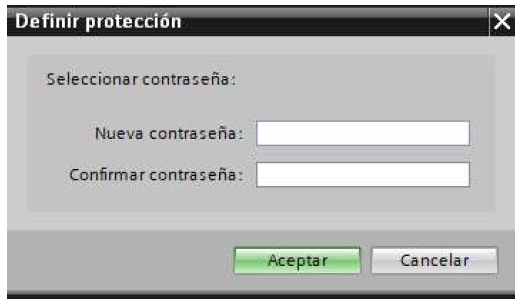 Definir protección
Seleccionar contraseña:
Nueva contraseña:
Confirmar contraseña:
Aceptar Cancelar